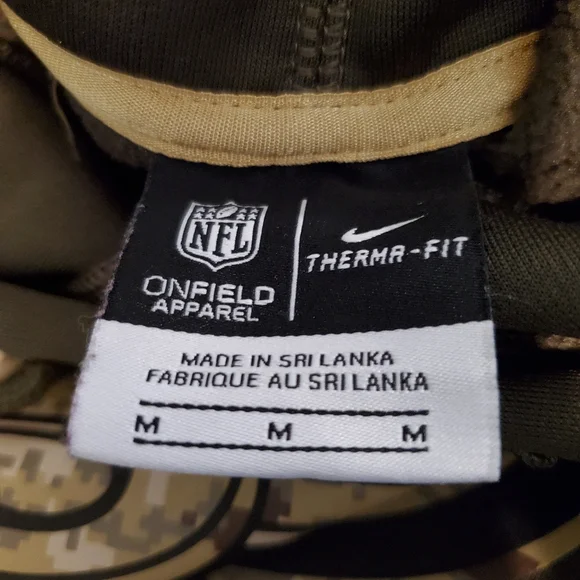 NFL
ONFIELD
APPAREL
THERMA-FIT
MADE IN SRI LANKA
FABRIQUE AU SRI LANKA
M M M